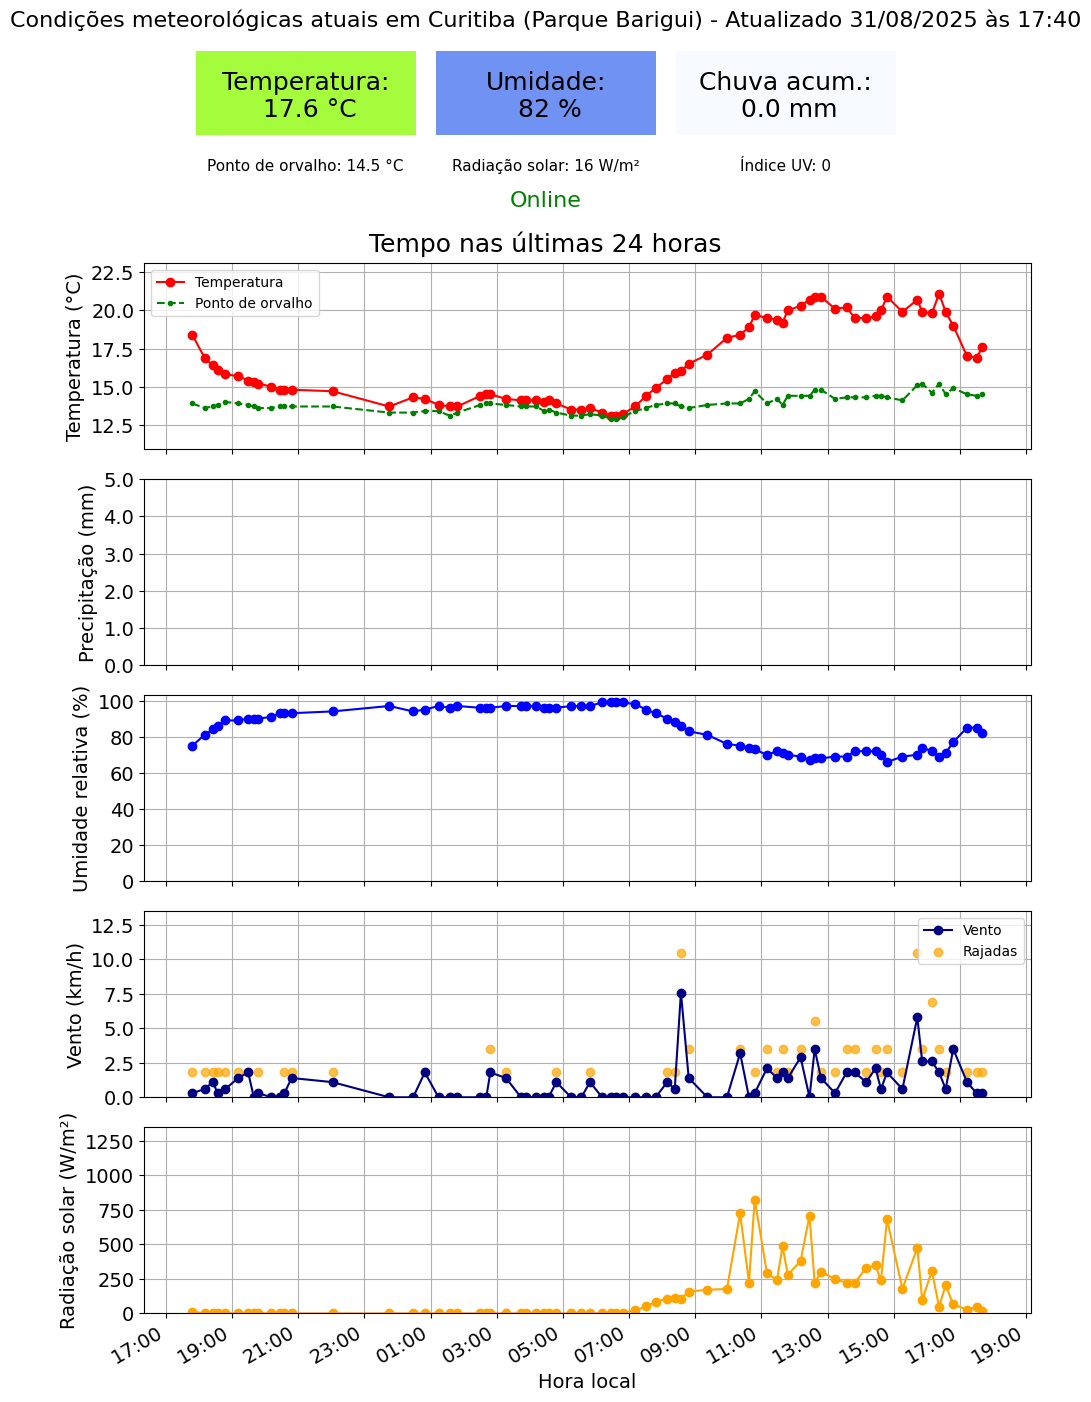 Condições meteorológicas atuais em Curitiba (Parque Barigui) - Atualizado 31/08/2025 às 17:40
Temperatura:
17.6 °C
Umidade:
82 %
Chuva acum.:
0.0 mm
Ponto de orvalho: 14.5 °C
Radiação solar: 16 W/m²
Índice UV: 0
Online
Tempo nas últimas 24 horas
Temperatura (°C)
22.5
20.0
17.5
15.0
12.5
Temperatura
Ponto de orvalho
Precipitação (mm)
5.0
4.0
3.0
2.0
1.0
0.0
Umidade relativa (%)
100
80
60
40
20
0
Vento (km/h)
12.5
10.0
7.5
5.0
2.5
0.0
Vento
Rajadas
Radiação solar (W/m²)
1250
1000
750
500
250
0
17:00
19:00
21:00
23:00
01:00
03:00
05:00
07:00
09:00
11:00
13:00
15:00
17:00
19:00
Hora local